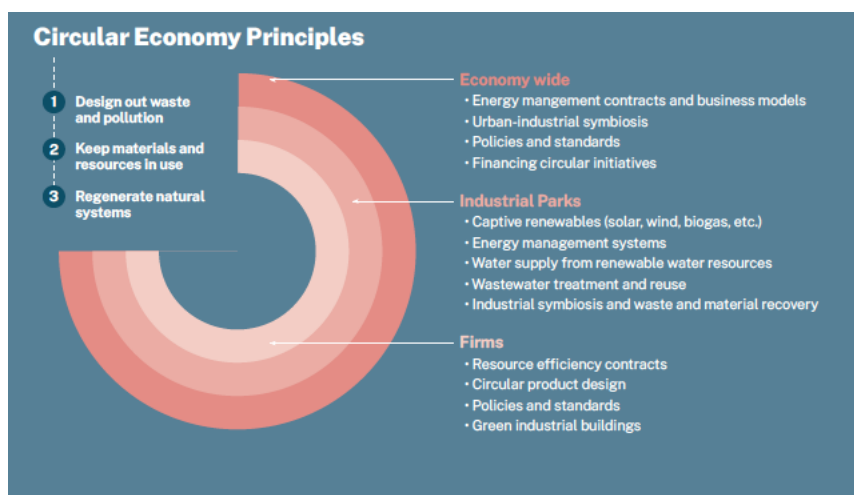 Circular Economy Principles
1 Design out waste
and pollution
2 Keep materials and
resources in use
3 Regenerate natural
systems
Economy wide
• Energy mangement contracts and business models
• Urban-industrial symbiosis
• Policies and standards
• Financing circular initiatives
Industrial Parks
• Captive renewables (solar, wind, biogas, etc.)
• Energy management systems
• Water supply from renewable water resources
• Wastewater treatment and reuse
• Industrial symbiosis and waste and material recovery
Firms
• Resource efficiency contracts
• Circular product design
• Policies and standards
• Green industrial buildings